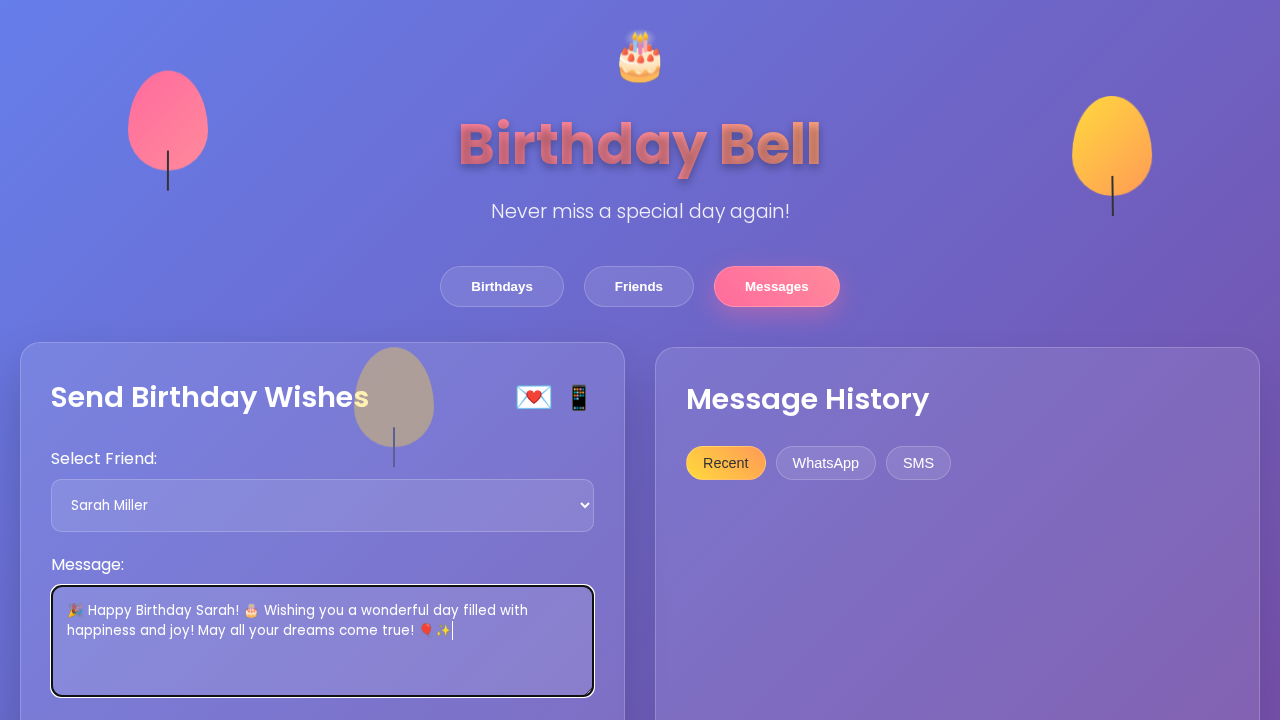 Birthday Bell
Never miss a special day again!
Birthdays
Friends
Messages
Send Birthday Wishes
Select Friend:
Sarah Miller
Message:
🎉 Happy Birthday Sarah! 🎂 Wishing you a wonderful day filled with
happiness and joy! May all your dreams come true! 🎈✨
Message History
Recent
WhatsApp
SMS